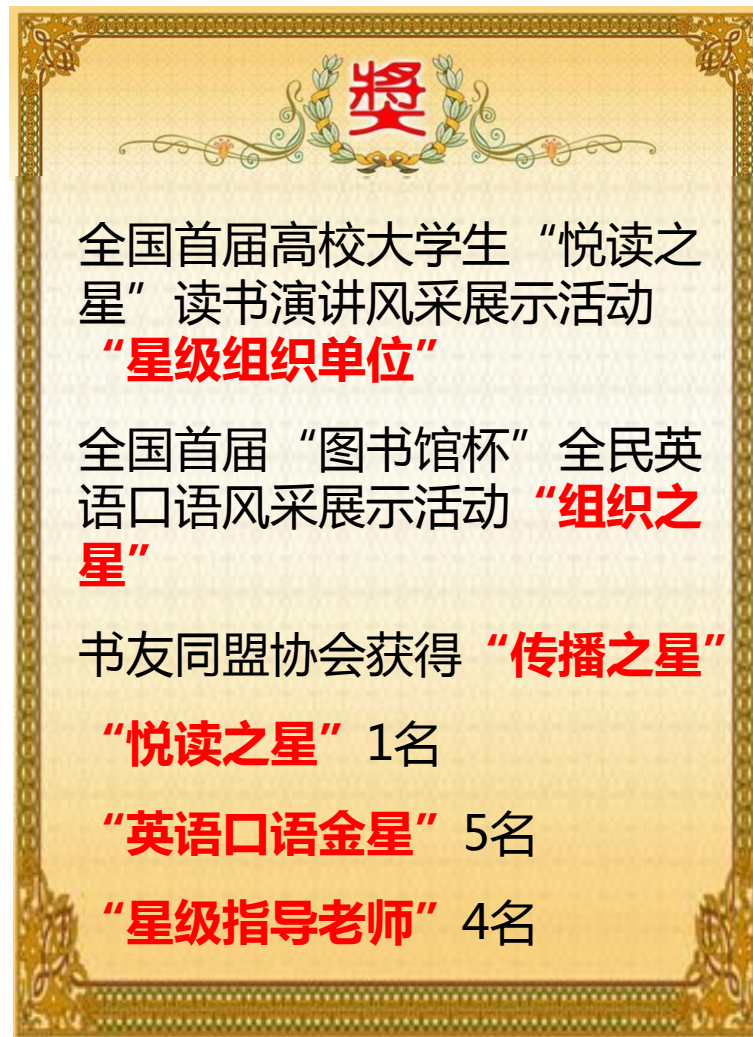 奬
全国首届高校大学生“悦读之
星”读书演讲风采展示活动
“星级组织单位”
全国首届“图书馆杯”全民英
语口语风采展示活动“组织之
星”
书友同盟协会获得“传播之星”
“悦读之星”1名
“英语口语金星”5名
“星级指导老师”4名